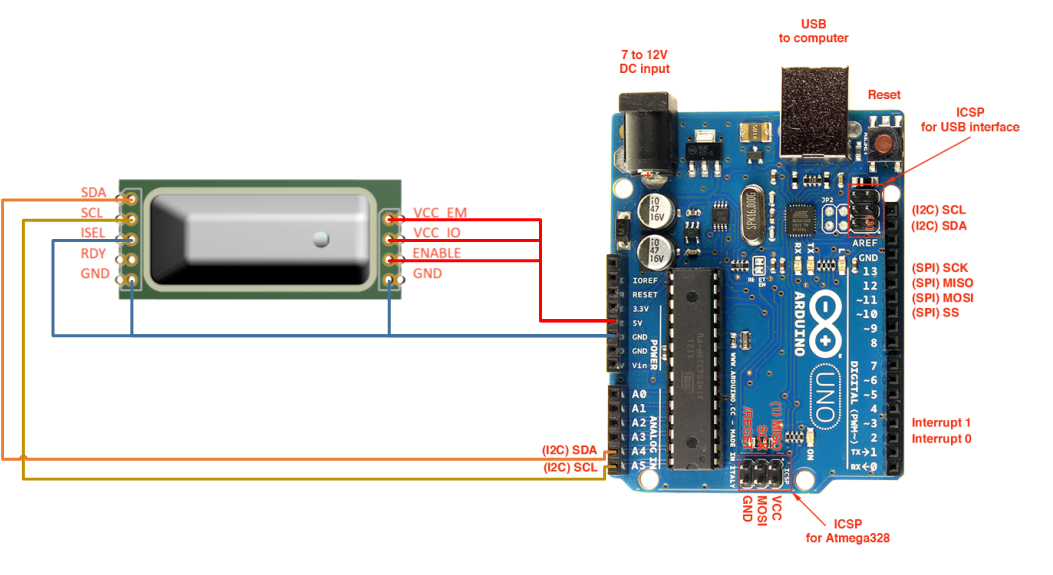 USB
to computer
7 to 12V
DC input
Reset
ICSP
for USB interface
SDA
SCL
ISEL
RDY
GND
VCC_EM
VCC_IO
ENABLE
GND
47
16V
47
16V
SPK16.000G
JP2
(I2C) SCL
(I2C) SDA
AREF
GND
RX
TX
13
12
~11
~10
~9
8
(SPI) SCK
(SPI) MISO
(SPI) MOSI
(SPI) SS
IOREF
RESET
3.3V
5V
GND
GND
Vin
POWER
ARDUINO
UNO
WWW.ARDUINO.CC - MADE IN ITALY
DIGITAL (PWM~)
7
~6
~5
4
~3
2
TX→1
RX←0
Interrupt 1
Interrupt 0
A0
A1
A2
A3
A4
A5
ANALOG IN
(I2C) SDA
(I2C) SCL
/RESET
SCK
(1) MISO
ON
ICSP
GND
MOSI
VCC
ICSP
for Atmega328